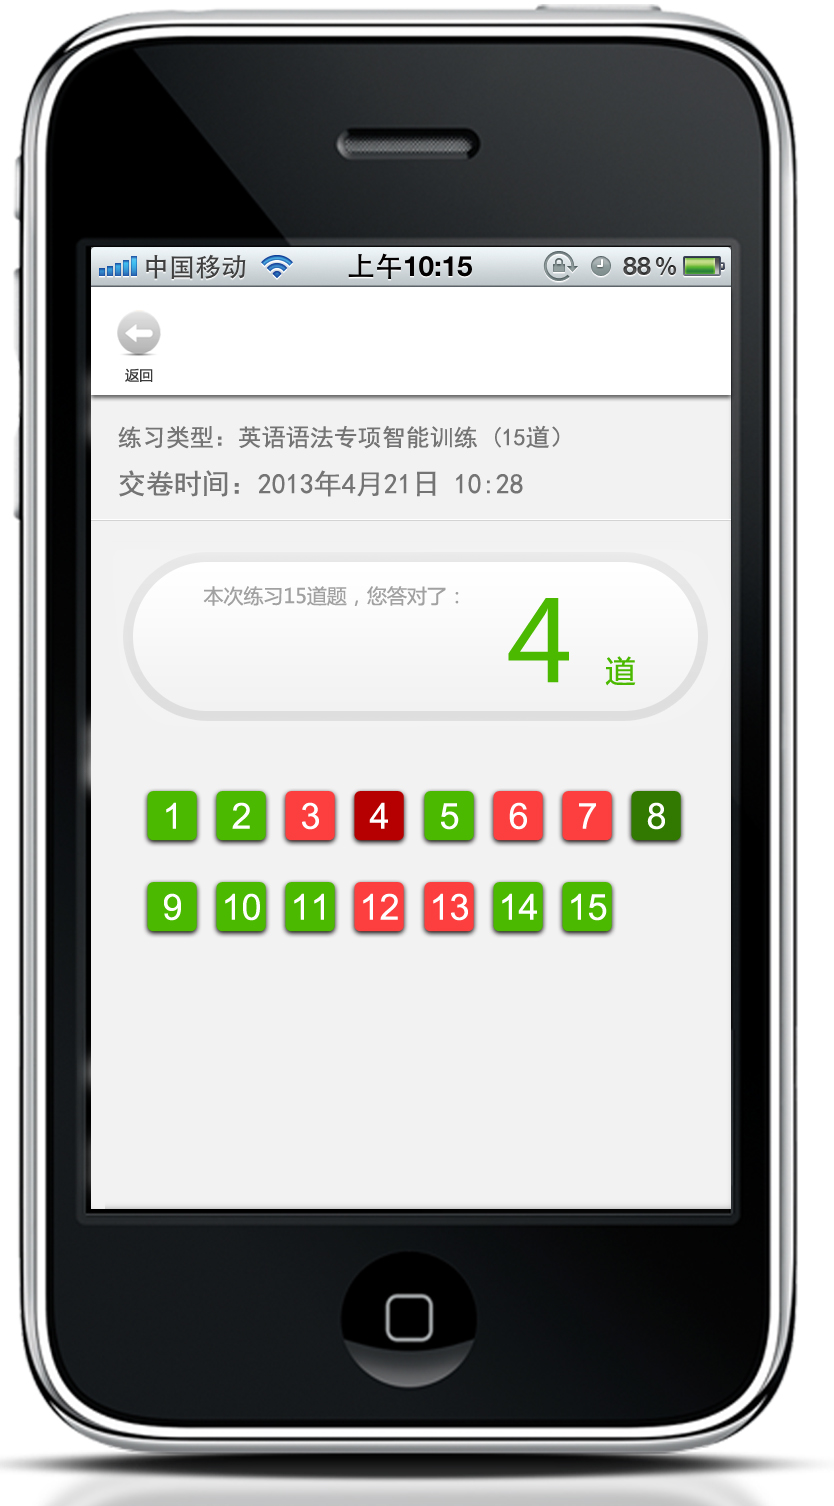 中国移动 上午10:15 88%
返回
练习类型：英语语法专项智能训练（15道）
交卷时间：2013年4月21日 10:28
本次练习15道题，您答对了：
4 道
1 2 3 4 5 6 7 8
9 10 11 12 13 14 15